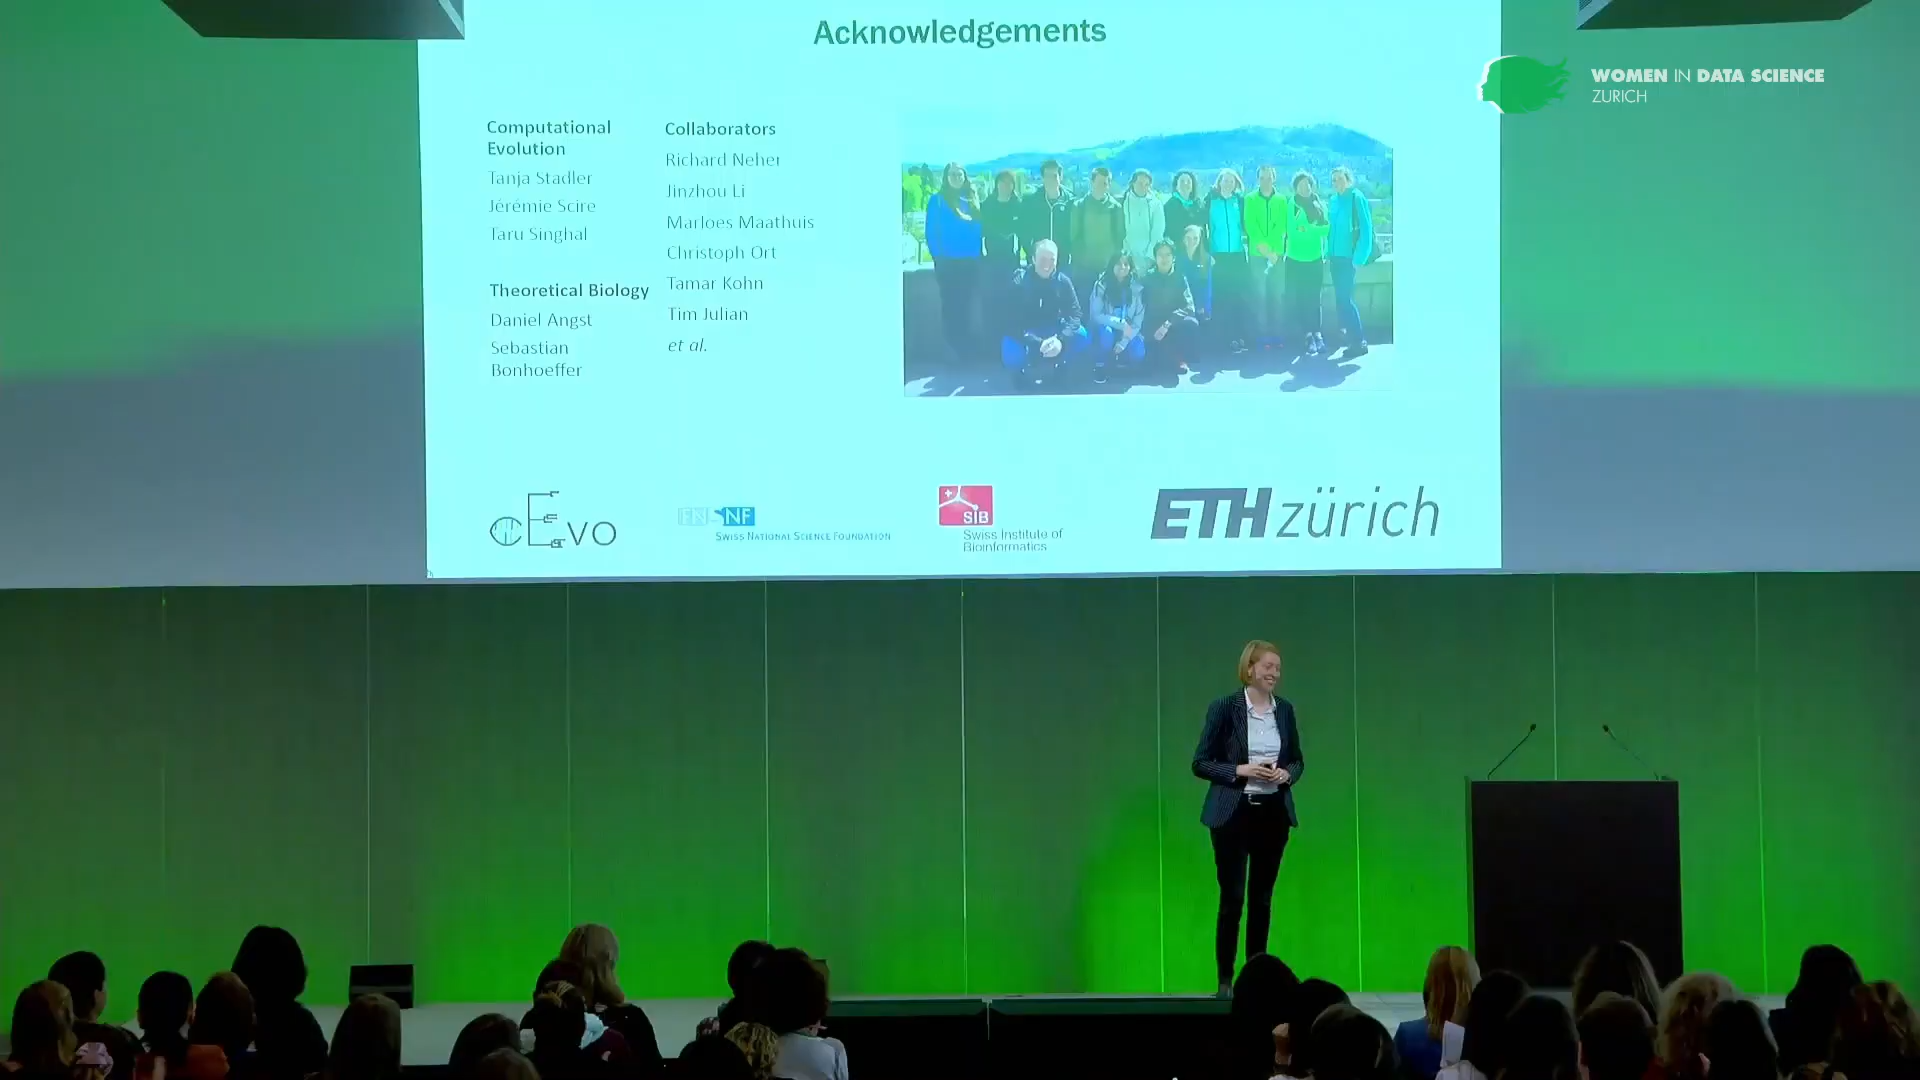 Acknowledgements
WOMEN IN DATA SCIENCE
ZURICH
Computational
Evolution
Tanja Stadler
Jérémie Scire
Taru Singhal
Theoretical Biology
Daniel Angst
Sebastian
Bonhoeffer
Collaborators
Richard Neher
Jinzhou Li
Marloes Maathuis
Christoph Ort
Tamar Kohn
Tim Julian
et al.
cEvo
FNSNF
SWISS NATIONAL SCIENCE FOUNDATION
SIB
Swiss Institute of
Bioinformatics
ETH zürich